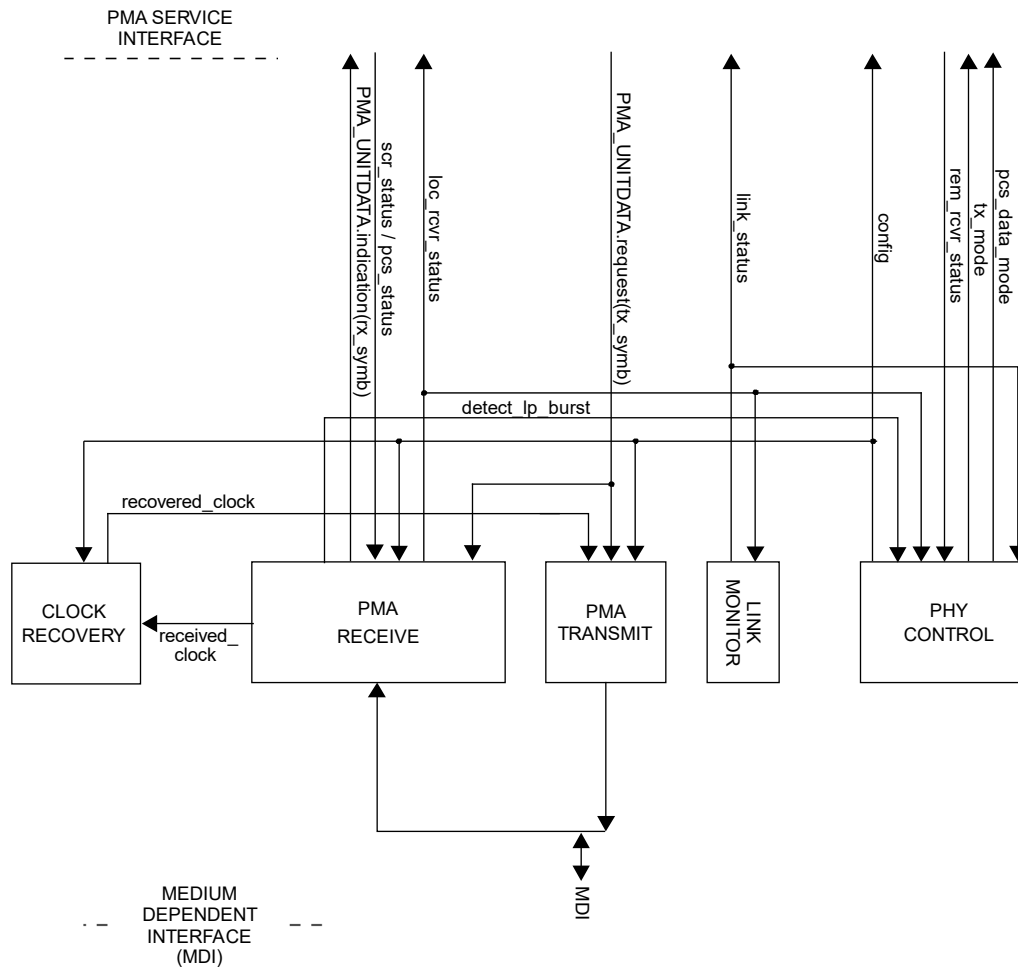 PMA SERVICE
INTERFACE
PMA_UNITDATA.indication(rx_symb)
scr_status / pcs_status
loc_rcvr_status
PMA_UNITDATA.request(tx_symb)
link_status
config
rem_rcvr_status
tx_mode
pcs_data_mode
detect_lp_burst
recovered_clock
CLOCK
RECOVERY
received_
clock
PMA
RECEIVE
PMA
TRANSMIT
LINK
MONITOR
PHY
CONTROL
MDI
MEDIUM
DEPENDENT
INTERFACE
(MDI)